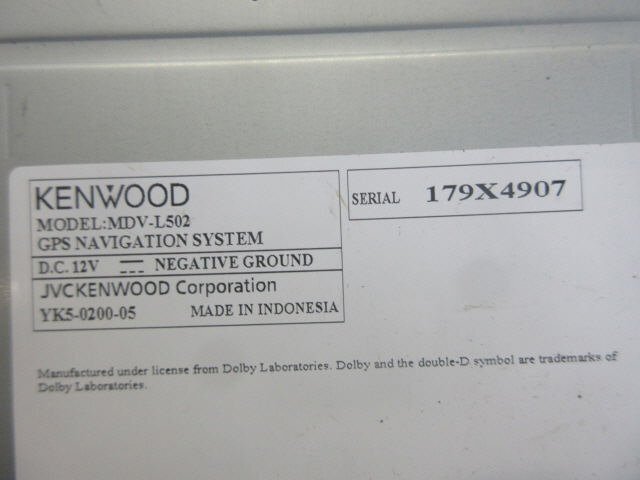 KENWOOD
MODEL:MDV-L502
GPS NAVIGATION SYSTEM
D.C. 12V ⎓ NEGATIVE GROUND
JVCKENWOOD Corporation
YK5-0200-05 MADE IN INDONESIA
SERIAL 179X4907
Manufactured under license from Dolby Laboratories. Dolby and the double-D symbol are trademarks of
Dolby Laboratories.